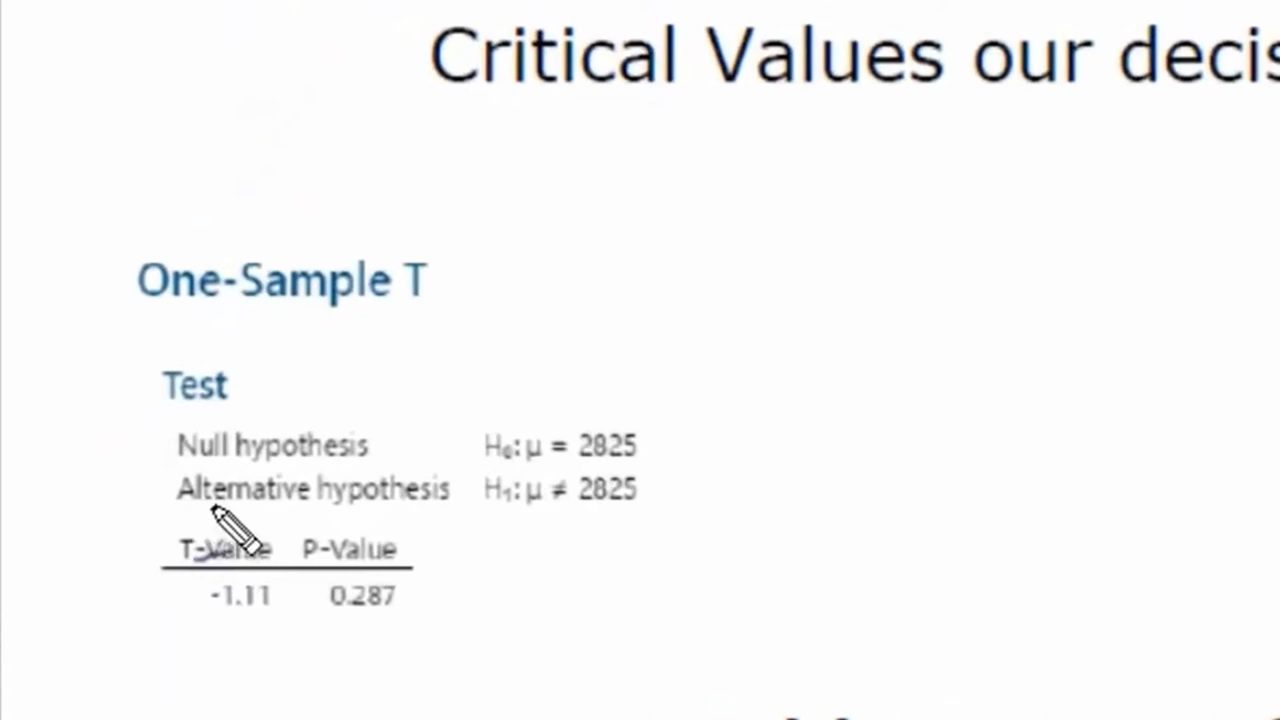 Critical Values our decis
One-Sample T
Test
Null hypothesis H₀: μ = 2825
Alternative hypothesis H₁: μ ≠ 2825
T-Value P-Value
-1.11 0.287